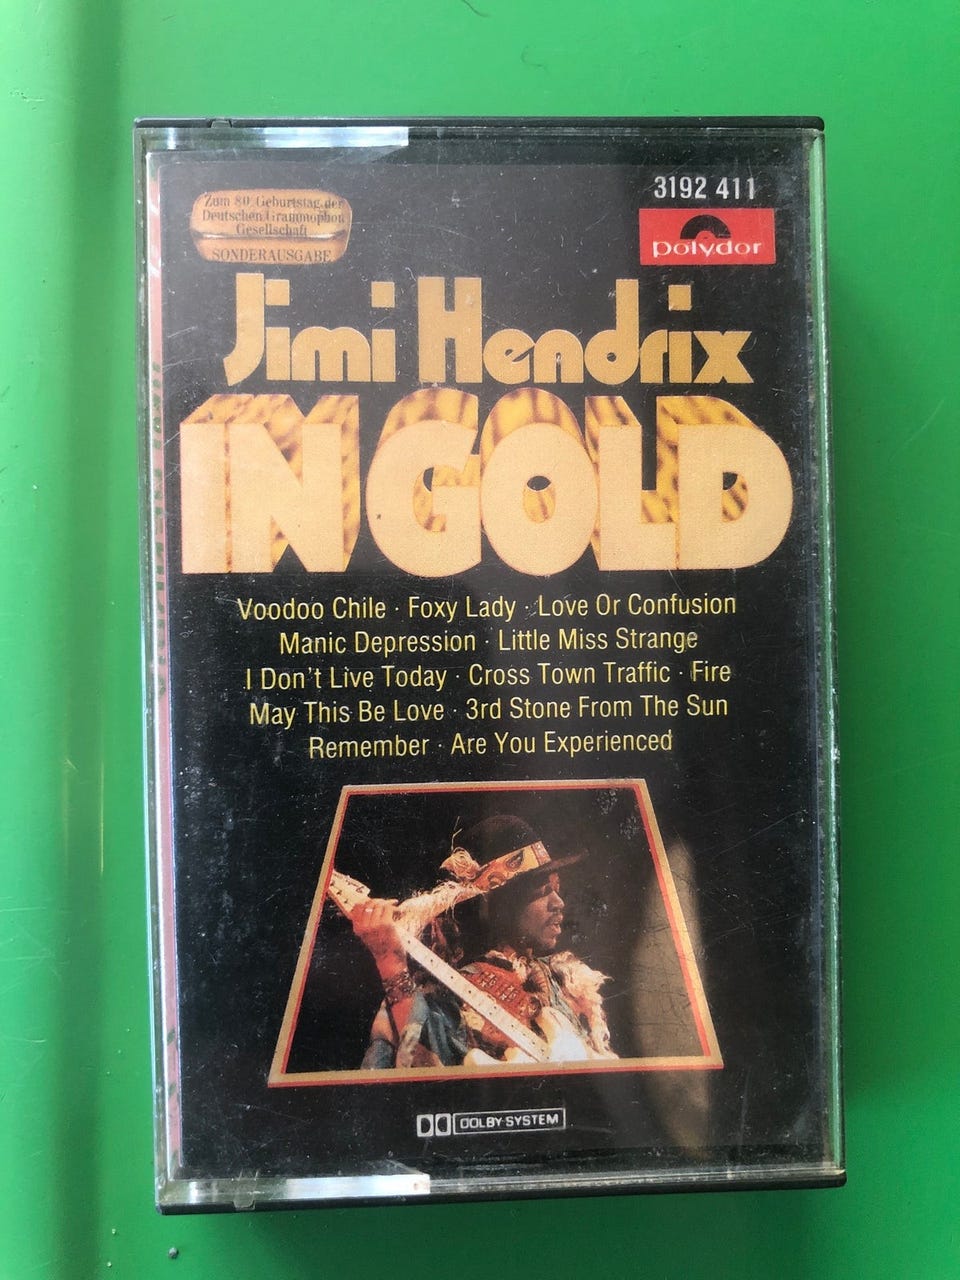 3192 411
Zum 80. Geburtstag der
Deutschen Grammophon
Gesellschaft
SONDERAUSGABE
polydor
Jimi Hendrix
IN GOLD
Voodoo Chile · Foxy Lady · Love Or Confusion
Manic Depression · Little Miss Strange
I Don't Live Today · Cross Town Traffic · Fire
May This Be Love · 3rd Stone From The Sun
Remember · Are You Experienced
DOLBY SYSTEM